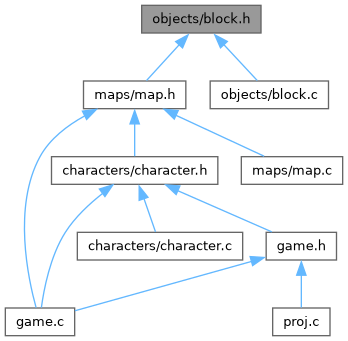 objects/block.h
maps/map.h
objects/block.c
characters/character.h
maps/map.c
characters/character.c
game.h
game.c
proj.c